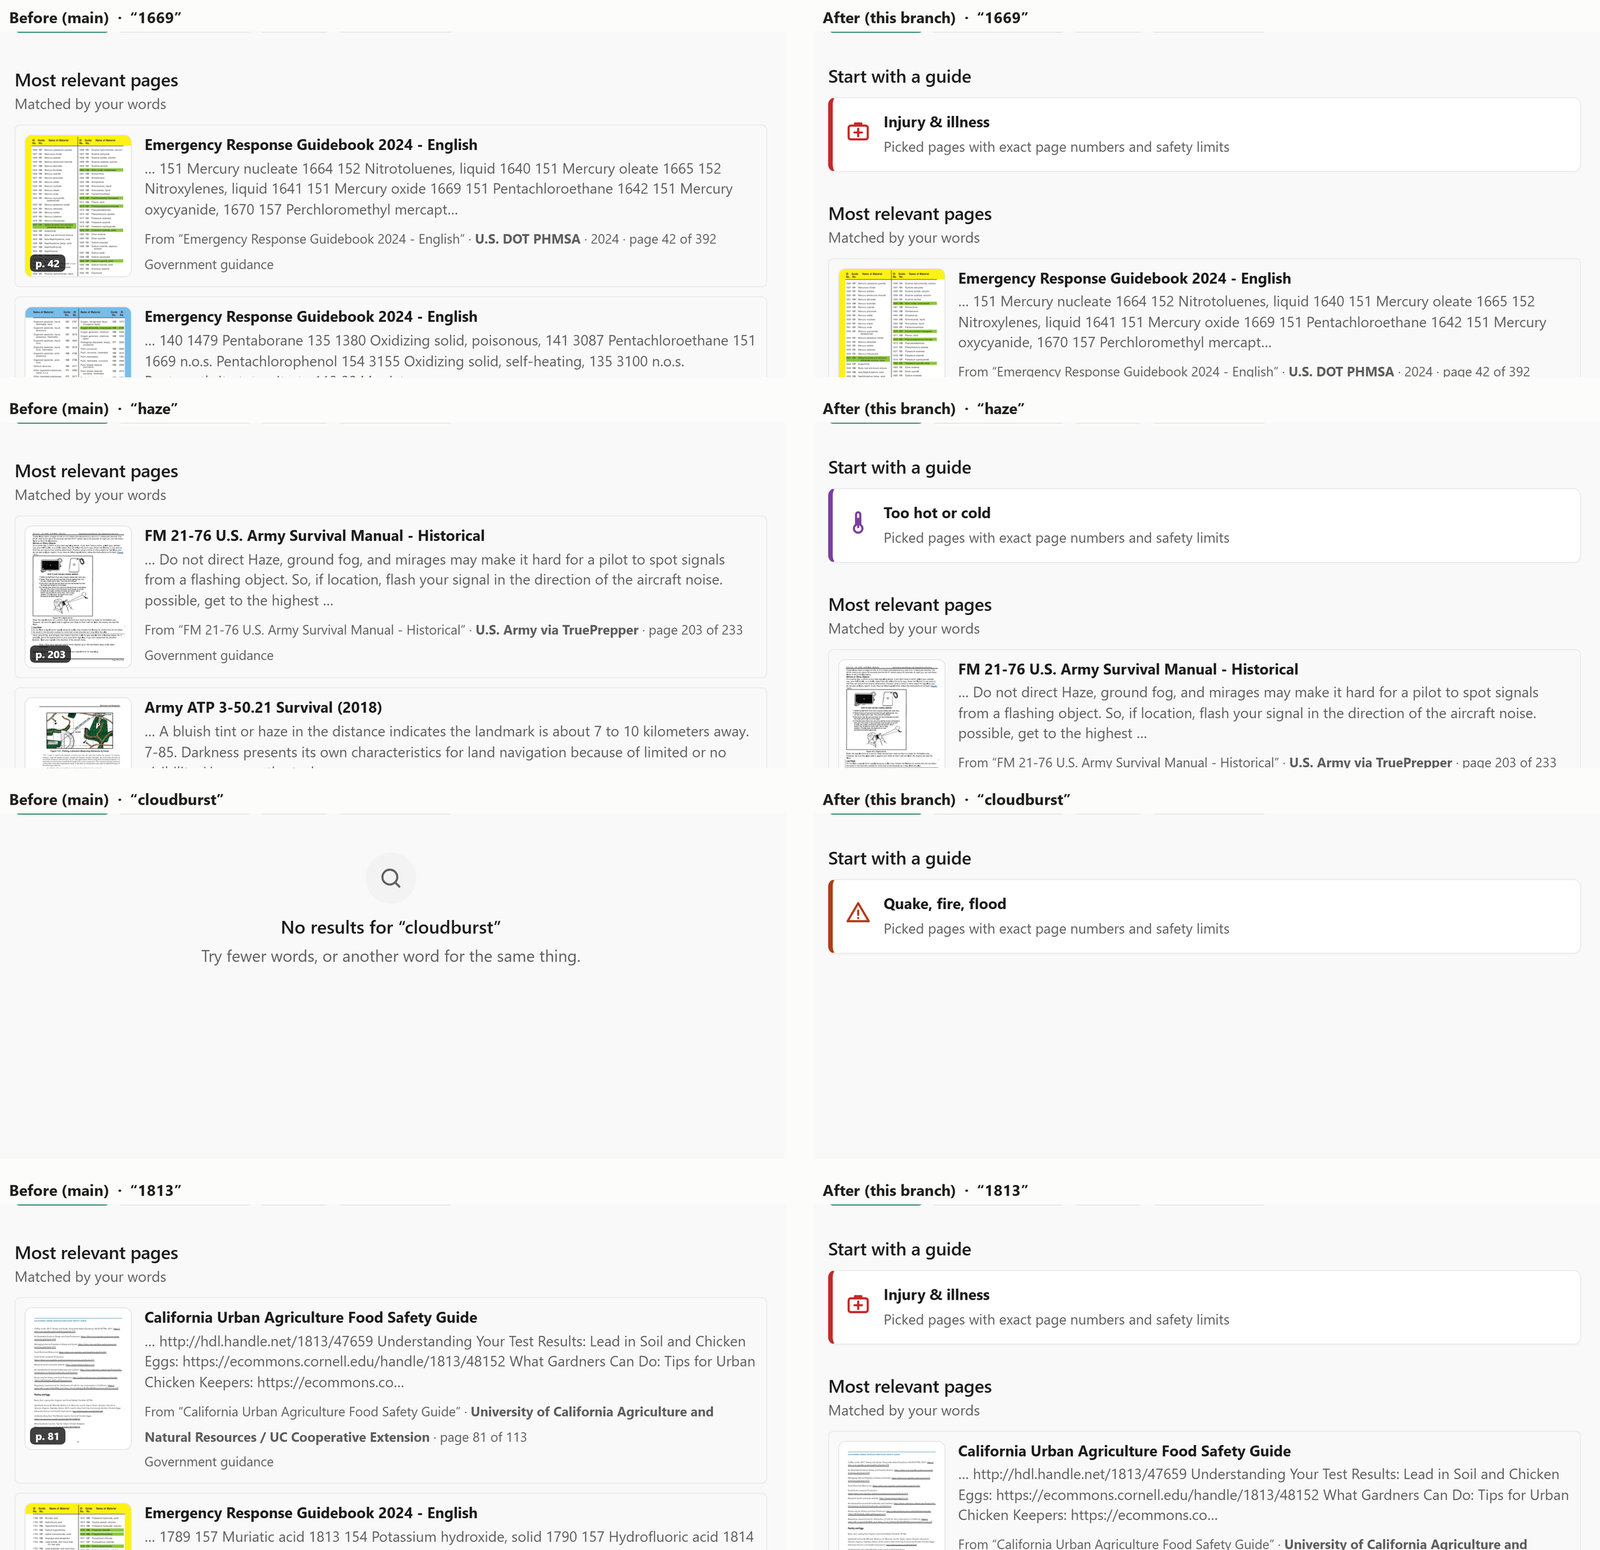 Before (main) · “1669”
Most relevant pages
Matched by your words
Emergency Response Guidebook 2024 - English
... 151 Mercury nucleate 1664 152 Nitrotoluenes, liquid 1640 151 Mercury oleate 1665 152
Nitroxylenes, liquid 1641 151 Mercury oxide 1669 151 Pentachloroethane 1642 151 Mercury
oxycyanide, 1670 157 Perchloromethyl mercapt...
From “Emergency Response Guidebook 2024 - English” · U.S. DOT PHMSA · 2024 · page 42 of 392
p. 42
Government guidance
Emergency Response Guidebook 2024 - English
... 140 1479 Pentaborane 135 1380 Oxidizing solid, poisonous, 141 3087 Pentachloroethane 151
1669 n.o.s. Pentachlorophenol 154 3155 Oxidizing solid, self-heating, 135 3100 n.o.s.
After (this branch) · “1669”
Start with a guide
Injury & illness
Picked pages with exact page numbers and safety limits
Most relevant pages
Matched by your words
Emergency Response Guidebook 2024 - English
... 151 Mercury nucleate 1664 152 Nitrotoluenes, liquid 1640 151 Mercury oleate 1665 152
Nitroxylenes, liquid 1641 151 Mercury oxide 1669 151 Pentachloroethane 1642 151 Mercury
oxycyanide, 1670 157 Perchloromethyl mercapt...
From “Emergency Response Guidebook 2024 - English” · U.S. DOT PHMSA · 2024 · page 42 of 392
Before (main) · “haze”
Most relevant pages
Matched by your words
FM 21-76 U.S. Army Survival Manual - Historical
... Do not direct Haze, ground fog, and mirages may make it hard for a pilot to spot signals
from a flashing object. So, if location, flash your signal in the direction of the aircraft noise.
possible, get to the highest ...
From “FM 21-76 U.S. Army Survival Manual - Historical” · U.S. Army via TruePrepper · page 203 of 233
p. 203
Government guidance
Army ATP 3-50.21 Survival (2018)
... A bluish tint or haze in the distance indicates the landmark is about 7 to 10 kilometers away.
7-85. Darkness presents its own characteristics for land navigation because of limited or no
After (this branch) · “haze”
Start with a guide
Too hot or cold
Picked pages with exact page numbers and safety limits
Most relevant pages
Matched by your words
FM 21-76 U.S. Army Survival Manual - Historical
... Do not direct Haze, ground fog, and mirages may make it hard for a pilot to spot signals
from a flashing object. So, if location, flash your signal in the direction of the aircraft noise.
possible, get to the highest ...
From “FM 21-76 U.S. Army Survival Manual - Historical” · U.S. Army via TruePrepper · page 203 of 233
Before (main) · “cloudburst”
No results for “cloudburst”
Try fewer words, or another word for the same thing.
After (this branch) · “cloudburst”
Start with a guide
Quake, fire, flood
Picked pages with exact page numbers and safety limits
Before (main) · “1813”
Most relevant pages
Matched by your words
California Urban Agriculture Food Safety Guide
... http://hdl.handle.net/1813/47659 Understanding Your Test Results: Lead in Soil and Chicken
Eggs: https://ecommons.cornell.edu/handle/1813/48152 What Gardners Can Do: Tips for Urban
Chicken Keepers: https://ecommons.co...
From “California Urban Agriculture Food Safety Guide” · University of California Agriculture and
Natural Resources / UC Cooperative Extension · page 81 of 113
p. 81
Government guidance
Emergency Response Guidebook 2024 - English
... 1789 157 Muriatic acid 1813 154 Potassium hydroxide, solid 1790 157 Hydrofluoric acid 1814
After (this branch) · “1813”
Start with a guide
Injury & illness
Picked pages with exact page numbers and safety limits
Most relevant pages
Matched by your words
California Urban Agriculture Food Safety Guide
... http://hdl.handle.net/1813/47659 Understanding Your Test Results: Lead in Soil and Chicken
Eggs: https://ecommons.cornell.edu/handle/1813/48152 What Gardners Can Do: Tips for Urban
Chicken Keepers: https://ecommons.co...
From “California Urban Agriculture Food Safety Guide” · University of California Agriculture and